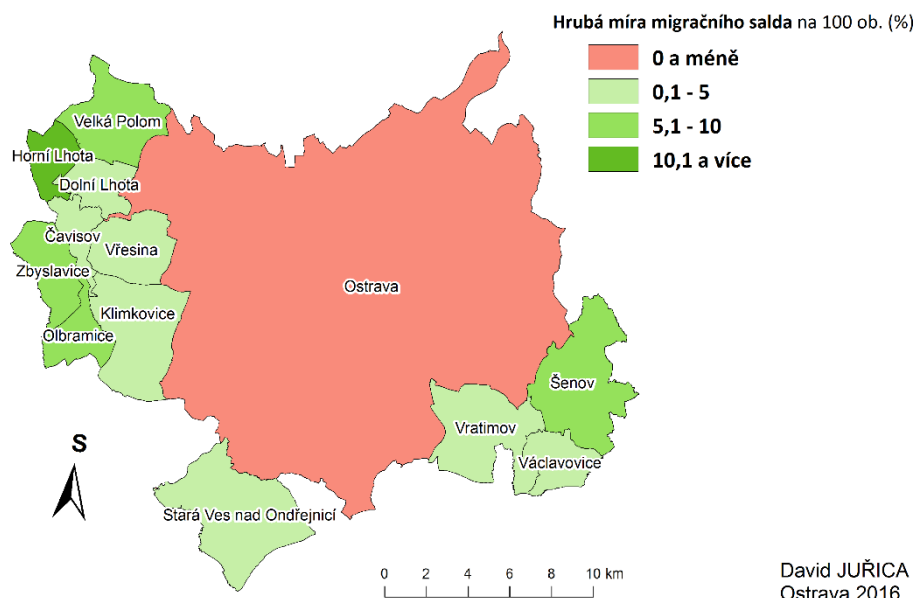 Hrubá míra migračního salda na 100 ob. (%)
0 a méně
0,1 - 5
5,1 - 10
10,1 a více
Velká Polom
Horní Lhota
Dolní Lhota
Čavisov
Vřesina
Zbyslavice
Ostrava
Klimkovice
Olbramice
Šenov
Vratimov
Václavovice
S
Stará Ves nad Ondřejnicí
0 2 4 6 8 10 km
David JUŘICA
Ostrava 2016